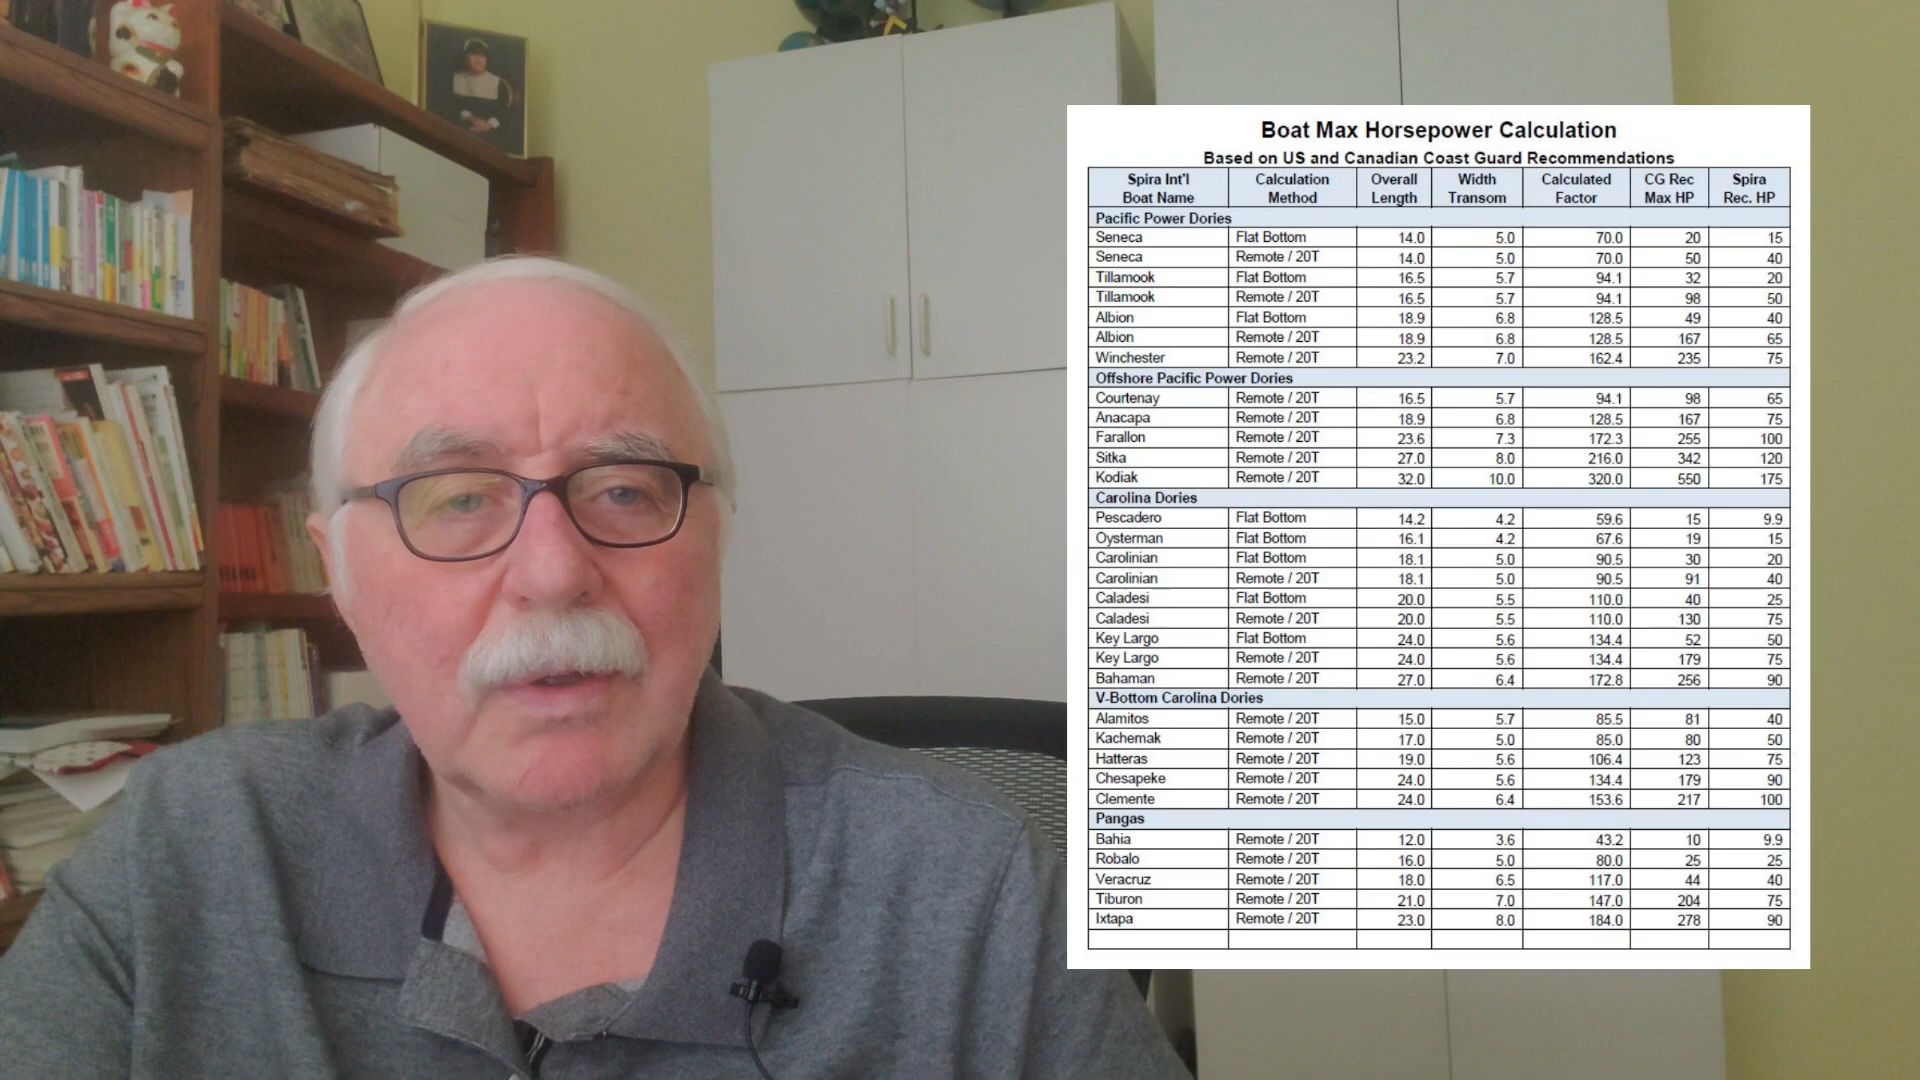 Boat Max Horsepower Calculation
Based on US and Canadian Coast Guard Recommendations
Spira Int'l Boat Name Calculation Method Overall Length Width Transom Calculated Factor CG Rec Max HP Spira Rec. HP
Pacific Power Dories
Seneca Flat Bottom 14.0 5.0 70.0 20 15
Seneca Remote / 20T 14.0 5.0 70.0 50 40
Tillamook Flat Bottom 16.5 5.7 94.1 32 20
Tillamook Remote / 20T 16.5 5.7 94.1 98 50
Albion Flat Bottom 18.9 6.8 128.5 49 40
Albion Remote / 20T 18.9 6.8 128.5 167 65
Winchester Remote / 20T 23.2 7.0 162.4 235 75
Offshore Pacific Power Dories
Courtenay Remote / 20T 16.5 5.7 94.1 98 65
Anacapa Remote / 20T 18.9 6.8 128.5 167 75
Farallon Remote / 20T 23.6 7.3 172.3 255 100
Sitka Remote / 20T 27.0 8.0 216.0 342 120
Kodiak Remote / 20T 32.0 10.0 320.0 550 175
Carolina Dories
Pescadero Flat Bottom 14.2 4.2 59.6 15 9.9
Oysterman Flat Bottom 16.1 4.2 67.6 19 15
Carolinian Flat Bottom 18.1 5.0 90.5 30 20
Carolinian Remote / 20T 18.1 5.0 90.5 91 40
Caladesi Flat Bottom 20.0 5.5 110.0 40 25
Caladesi Remote / 20T 20.0 5.5 110.0 130 75
Key Largo Flat Bottom 24.0 5.6 134.4 52 50
Key Largo Remote / 20T 24.0 5.6 134.4 179 75
Bahaman Remote / 20T 27.0 6.4 172.8 256 90
V-Bottom Carolina Dories
Alamitos Remote / 20T 15.0 5.7 85.5 81 40
Kachemak Remote / 20T 17.0 5.0 85.0 80 50
Hatteras Remote / 20T 19.0 5.6 106.4 123 75
Chesapeke Remote / 20T 24.0 5.6 134.4 179 90
Clemente Remote / 20T 24.0 6.4 153.6 217 100
Pangas
Bahia Remote / 20T 12.0 3.6 43.2 10 9.9
Robalo Remote / 20T 16.0 5.0 80.0 25 25
Veracruz Remote / 20T 18.0 6.5 117.0 44 40
Tiburon Remote / 20T 21.0 7.0 147.0 204 75
Ixtapa Remote / 20T 23.0 8.0 184.0 278 90